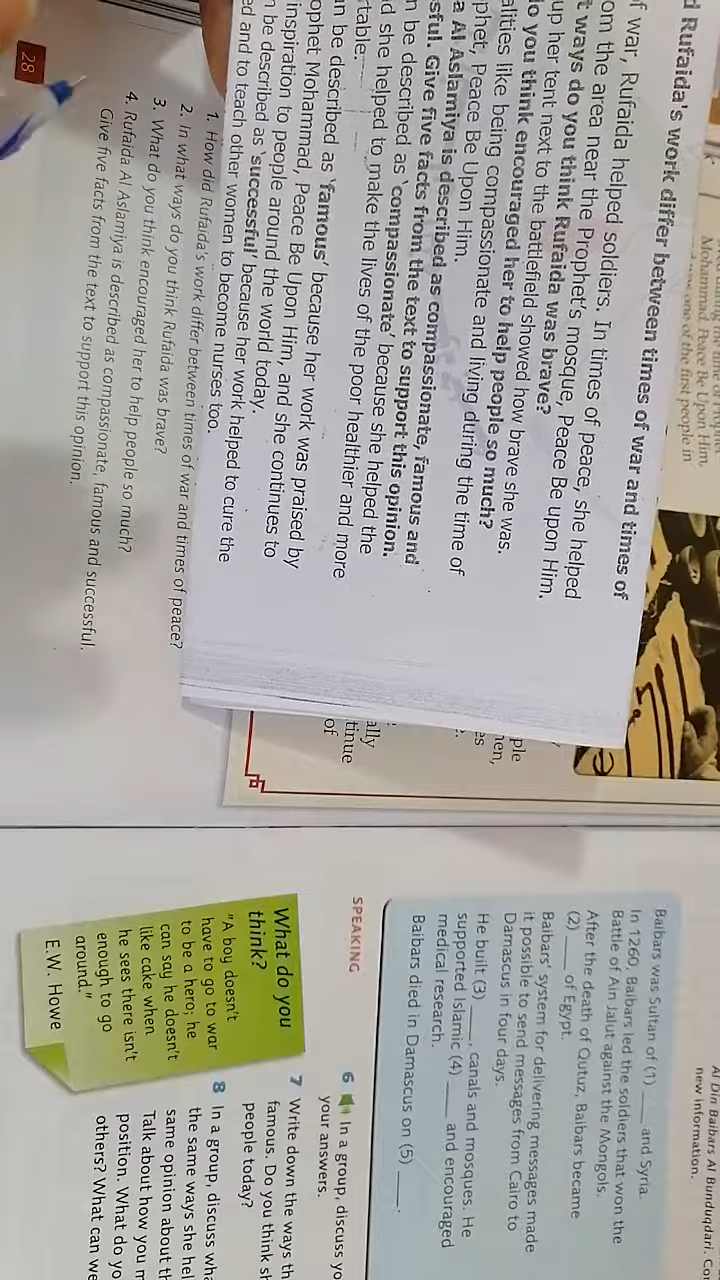 d Rufaida's work differ between times of war and times of
f war, Rufaida helped soldiers. In times of peace, she helped
om the area near the Prophet's mosque, Peace Be upon Him.
t ways do you think Rufaida was brave?
up her tent next to the battlefield showed how brave she was.
do you think encouraged her to help people so much?
alities like being compassionate and living during the time of
phet, Peace Be Upon Him.
a Al Aslamiya is described as compassionate, famous and
sful. Give five facts from the text to support this opinion.
n be described as 'compassionate' because she helped the
d she helped to make the lives of the poor healthier and more
table.
n be described as 'famous' because her work was praised by
ophet Mohammad, Peace Be Upon Him, and she continues to
inspiration to people around the world today.
n be described as 'successful' because her work helped to cure the
ed and to teach other women to become nurses too.
1. How did Rufaida's work differ between times of war and times of peace?
2. In what ways do you think Rufaida was brave?
3. What do you think encouraged her to help people so much?
4. Rufaida Al Aslamiya is described as compassionate, famous and successful.
Give five facts from the text to support this opinion.
28
Mohammad, Peace Be Upon Him,
one of the first people in
ple
hen,
es
ally
tinue
of
Al Din Baibars Al Bunduqdari. Co
new information.
Baibars was Sultan of (1) ____ and Syria.
In 1260, Baibars led the soldiers that won the
Battle of Ain Jalut against the Mongols.
After the death of Qutuz, Baibars became
(2) ____ of Egypt.
Baibars' system for delivering messages made
it possible to send messages from Cairo to
Damascus in four days.
He built (3) ____, canals and mosques. He
supported Islamic (4) ____ and encouraged
medical research.
Baibars died in Damascus on (5) ____.
SPEAKING
6 In a group, discuss yo
your answers.
7 Write down the ways th
famous. Do you think sh
people today?
8 In a group, discuss wha
the same ways she hel
same opinion about th
Talk about how you m
position. What do yo
others? What can we
What do you
think?
"A boy doesn't
have to go to war
to be a hero; he
can say he doesn't
like cake when
he sees there isn't
enough to go
around."
E.W. Howe